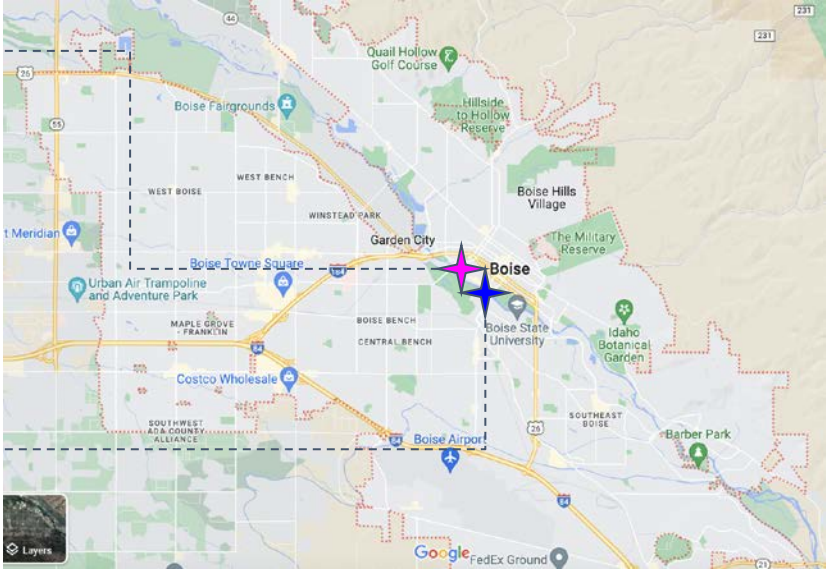 231
44
231
Quail Hollow
Golf Course
26
Boise Fairgrounds
Hillside
to Hollow
Reserve
55
WEST BENCH
WEST BOISE
Boise Hills
Village
WINSTEAD PARK
t Meridian
Garden City
The Military
Reserve
Boise Towne Square
184
Boise
Urban Air Trampoline
and Adventure Park
BOISE BENCH
MAPLE GROVE
- FRANKLIN
Boise State
University
CENTRAL BENCH
84
Idaho
Botanical
Garden
Costco Wholesale
SOUTHWEST
ADA COUNTY
ALLIANCE
SOUTHEAST
BOISE
26
Barber Park
84
Boise Airport
84
Layers
Google
FedEx Ground
21